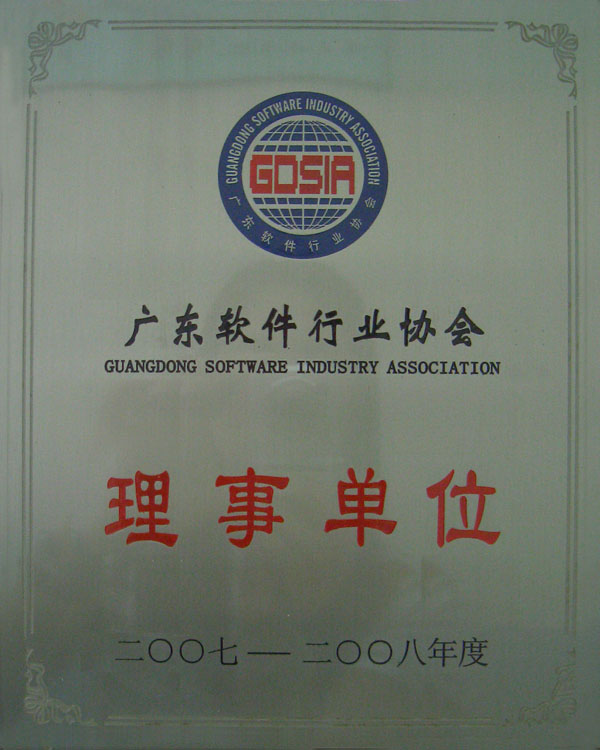 GUANGDONG SOFTWARE INDUSTRY ASSOCIATION
GDSIA
广东软件行业协会
广东软件行业协会
GUANGDONG SOFTWARE INDUSTRY ASSOCIATION
理事单位
二〇〇七 — 二〇〇八年度